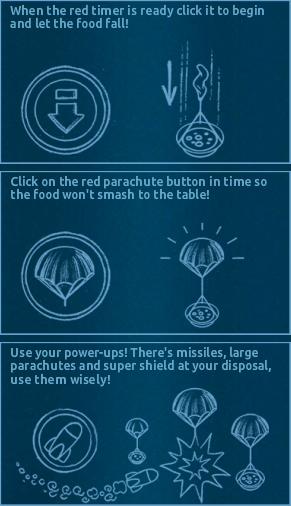 When the red timer is ready click it to begin
and let the food fall!
Click on the red parachute button in time so
the food won't smash to the table!
Use your power-ups! There's missiles, large
parachutes and super shield at your disposal,
use them wisely!